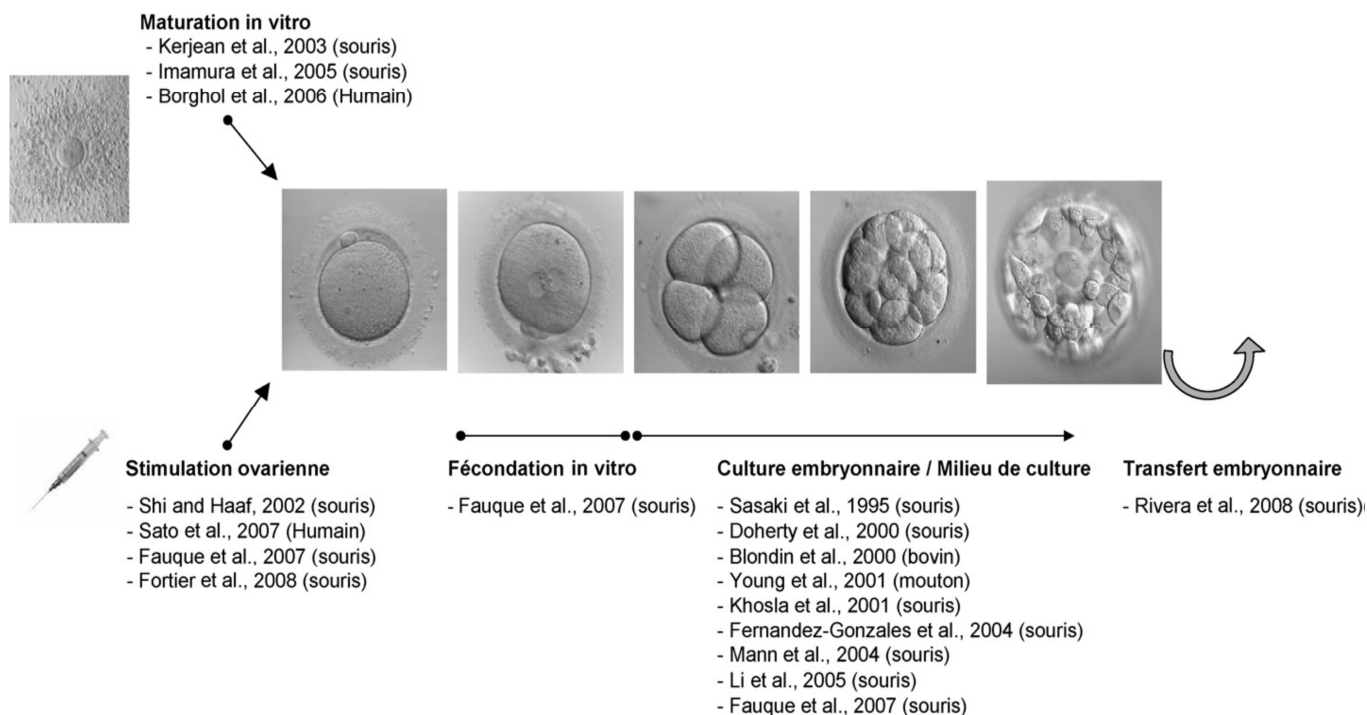 Maturation in vitro
- Kerjean et al., 2003 (souris)
- Imamura et al., 2005 (souris)
- Borghol et al., 2006 (Humain)
Stimulation ovarienne
- Shi and Haaf, 2002 (souris)
- Sato et al., 2007 (Humain)
- Fauque et al., 2007 (souris)
- Fortier et al., 2008 (souris)
Fécondation in vitro
- Fauque et al., 2007 (souris)
Culture embryonnaire / Milieu de culture
- Sasaki et al., 1995 (souris)
- Doherty et al., 2000 (souris)
- Blondin et al., 2000 (bovin)
- Young et al., 2001 (mouton)
- Khosla et al., 2001 (souris)
- Fernandez-Gonzales et al., 2004 (souris)
- Mann et al., 2004 (souris)
- Li et al., 2005 (souris)
- Fauque et al., 2007 (souris)
Transfert embryonnaire
- Rivera et al., 2008 (souris)